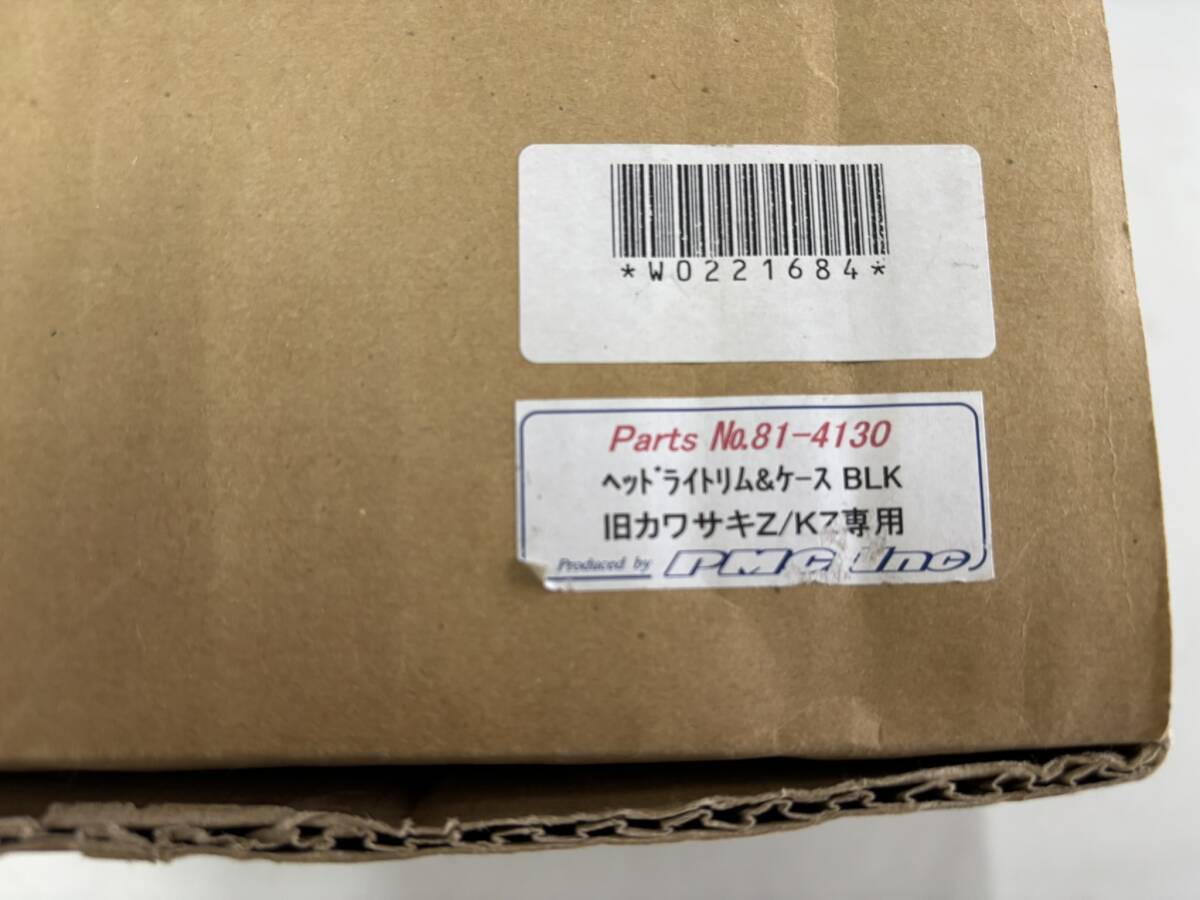 *W0221684*
Parts No.81-4130
ヘッドライトリム&ケース BLK
旧カワサキZ/KZ専用
Produced by PMC Inc